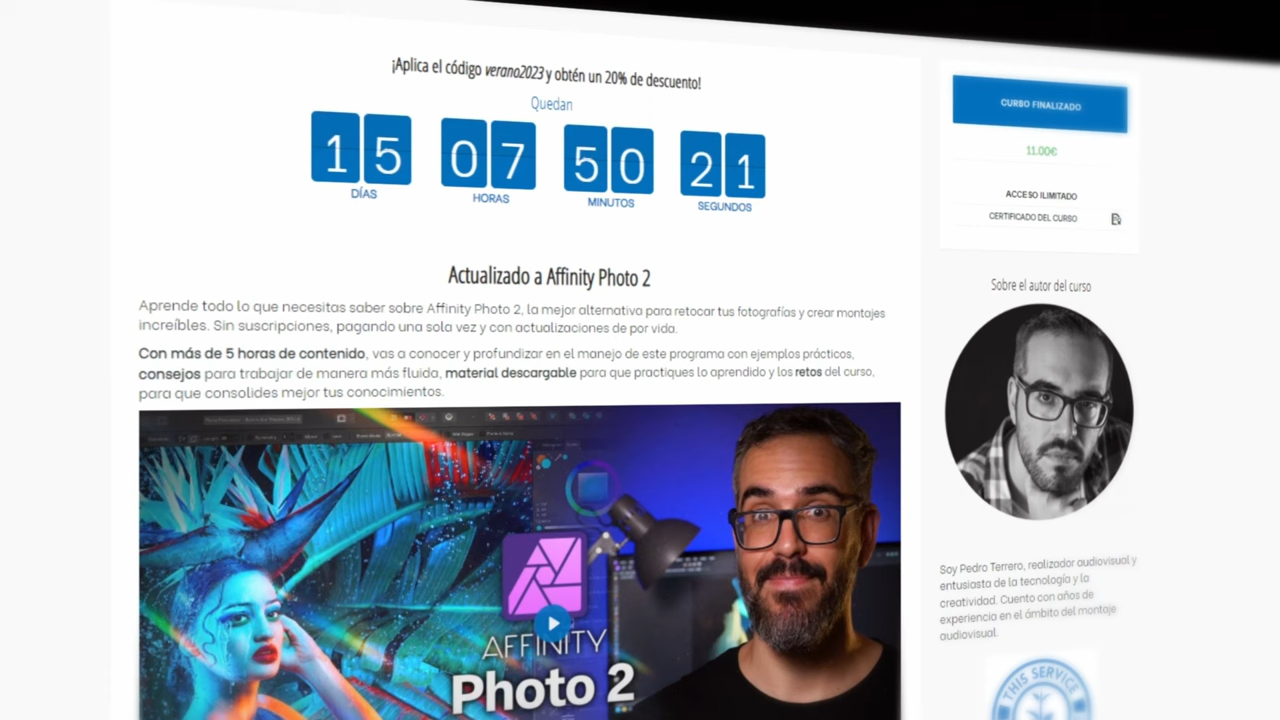 ¡Aplica el código verano2023 y obtén un 20% de descuento!
Quedan
15 07 50 21
DÍAS HORAS MINUTOS SEGUNDOS
Actualizado a Affinity Photo 2
Aprende todo lo que necesitas saber sobre Affinity Photo 2, la mejor alternativa para retocar tus fotografías y crear montajes
increíbles. Sin suscripciones, pagando una sola vez y con actualizaciones de por vida.
Con más de 5 horas de contenido, vas a conocer y profundizar en el manejo de este programa con ejemplos prácticos,
consejos para trabajar de manera más fluida, material descargable para que practiques lo aprendido y los retos del curso,
para que consolides mejor tus conocimientos.
AFFINITY
Photo 2
CURSO FINALIZADO
11.00€
ACCESO ILIMITADO
CERTIFICADO DEL CURSO
Sobre el autor del curso
Soy Pedro Terrero, realizador audiovisual y
entusiasta de la tecnología y la
creatividad. Cuento con años de
experiencia en el ámbito del montaje
audiovisual.
THIS SERVICE